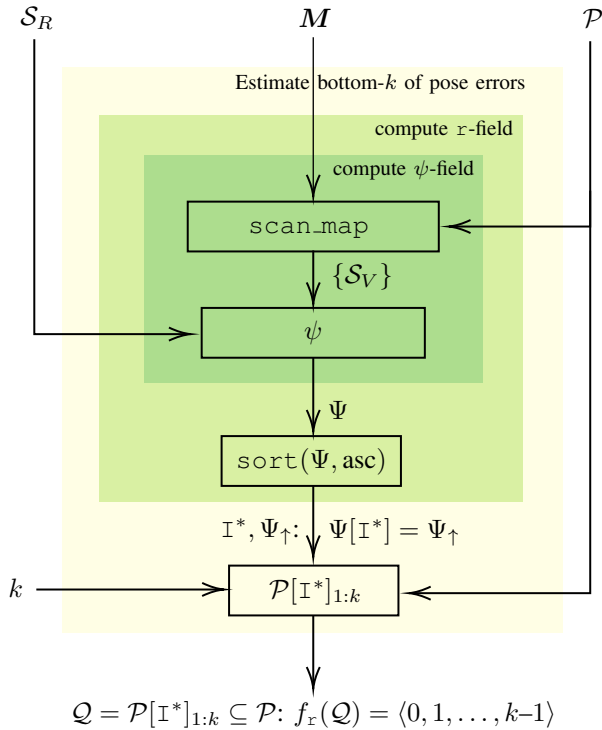 𝒮_R 𝑴 𝒫
Estimate bottom-k of pose errors
compute r-field
compute ψ-field
scan_map
{𝒮_V}
ψ
Ψ
sort(Ψ, asc)
I*, Ψ↑: Ψ[I*] = Ψ↑
k 𝒫[I*]_{1:k}
𝒬 = 𝒫[I*]_{1:k} ⊆ 𝒫: f_r(𝒬) = ⟨0, 1, . . . , k–1⟩